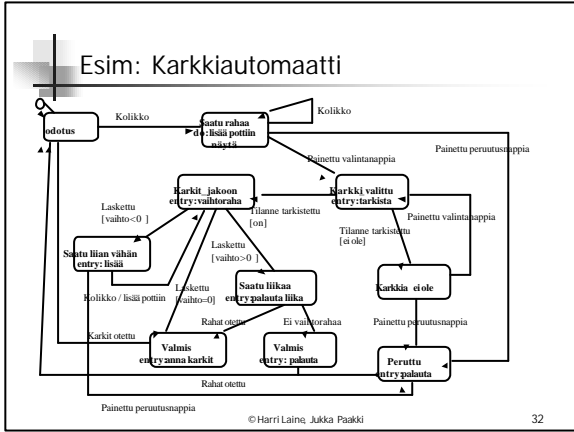 Esim: Karkkiautomaatti
Kolikko
Kolikko
odotus
Saatu rahaa
do:lisää pottiin
näytä
Painettu valintanappia
Painettu peruutusnappia
Karkit_jakoon
entry:vaihtoraha
Karkki valittu
entry:tarkista
Laskettu
[vaihto<0 ]
Tilanne tarkistettu
[on]
Painettu valintanappia
Tilanne tarkistettu
[ei ole]
Laskettu
[vaihto>0 ]
Saatu liian vähän
entry: lisää
Laskettu
[vaihto=0]
Saatu liikaa
entry:palauta liika
Karkkia ei ole
Kolikko / lisää pottiin
Karkit otettu
Rahat otettu
Ei vaihtorahaa
Painettu peruutusnappia
Valmis
entry:anna karkit
Valmis
entry: palauta
Peruttu
entry:palauta
Rahat otettu
Painettu peruutusnappia
© Harri Laine, Jukka Paakki
32